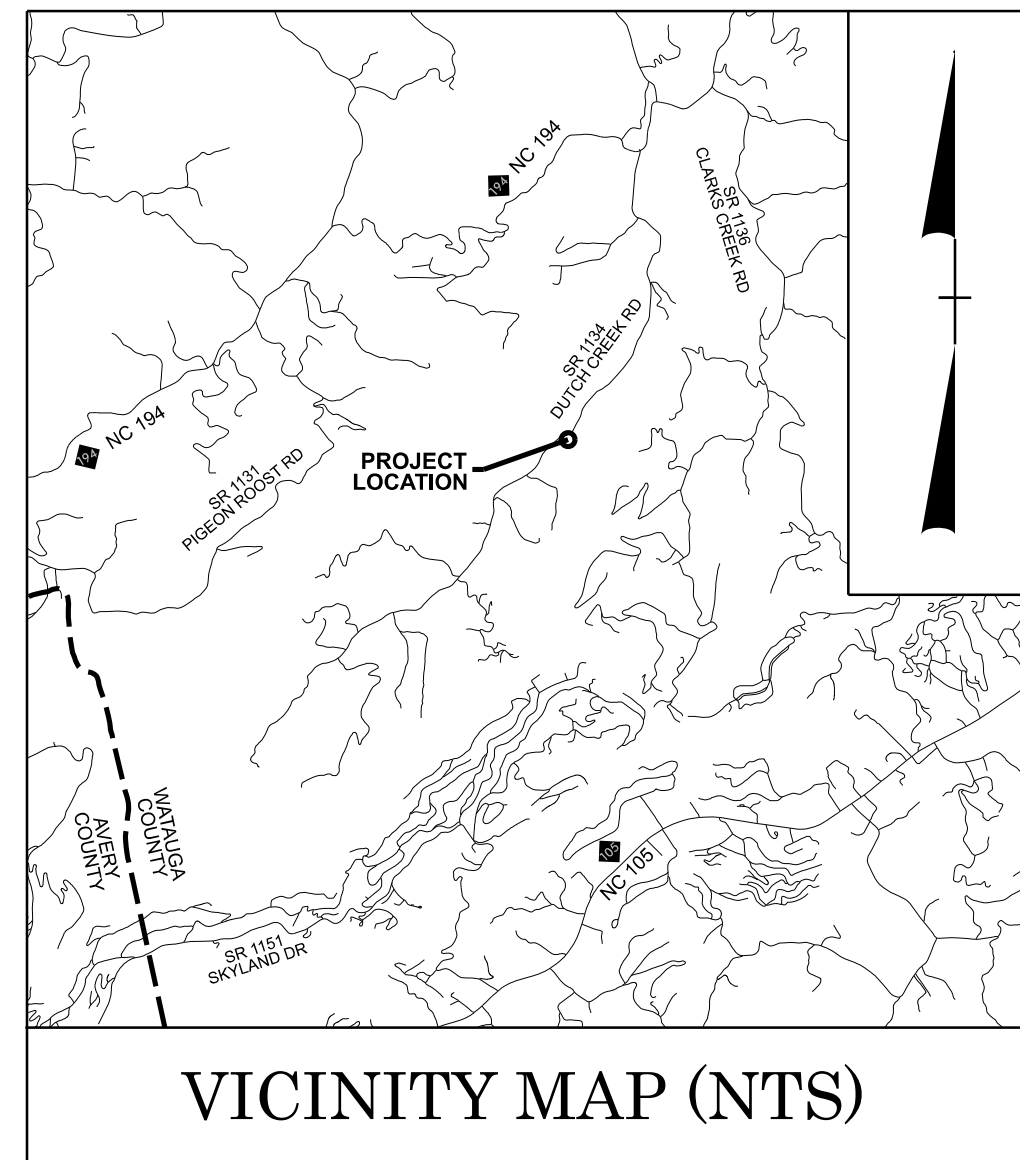 194
NC 194
SR 1136
CLARKS CREEK RD
SR 1134
DUTCH CREEK RD
194
NC 194
PROJECT
LOCATION
SR 1131
PIGEON ROOST RD
WATAUGA
COUNTY
AVERY
COUNTY
105
NC 105
SR 1151
SKYLAND DR
VICINITY MAP (NTS)